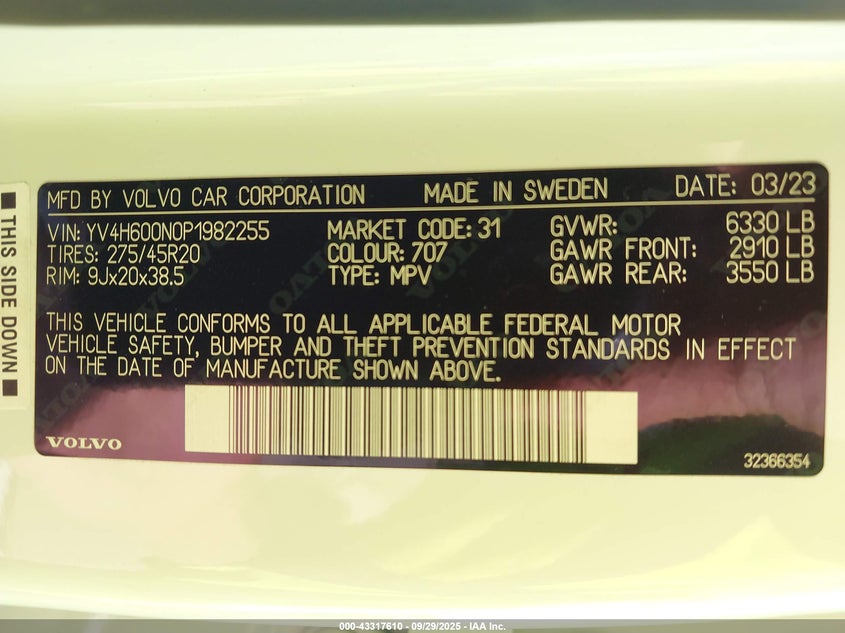 MFD BY VOLVO CAR CORPORATION MADE IN SWEDEN DATE: 03/23
VIN: YV4H600N0P1982255 MARKET CODE: 31 GVWR: 6330 LB
TIRES: 275/45R20 COLOUR: 707 GAWR FRONT: 2910 LB
RIM: 9Jx20x38.5 TYPE: MPV GAWR REAR: 3550 LB
THIS VEHICLE CONFORMS TO ALL APPLICABLE FEDERAL MOTOR
VEHICLE SAFETY, BUMPER AND THEFT PREVENTION STANDARDS IN EFFECT
ON THE DATE OF MANUFACTURE SHOWN ABOVE.
VOLVO
32366354
THIS SIDE DOWN
000-43317610 - 09/29/2025 - IAA Inc.